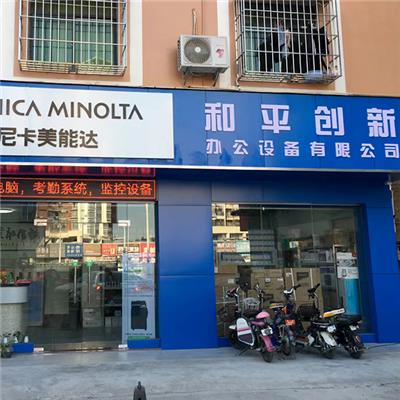 NICA MINOLTA
尼卡美能达
和平创新
办公设备有限公司
电脑，考勤系统，监控设备